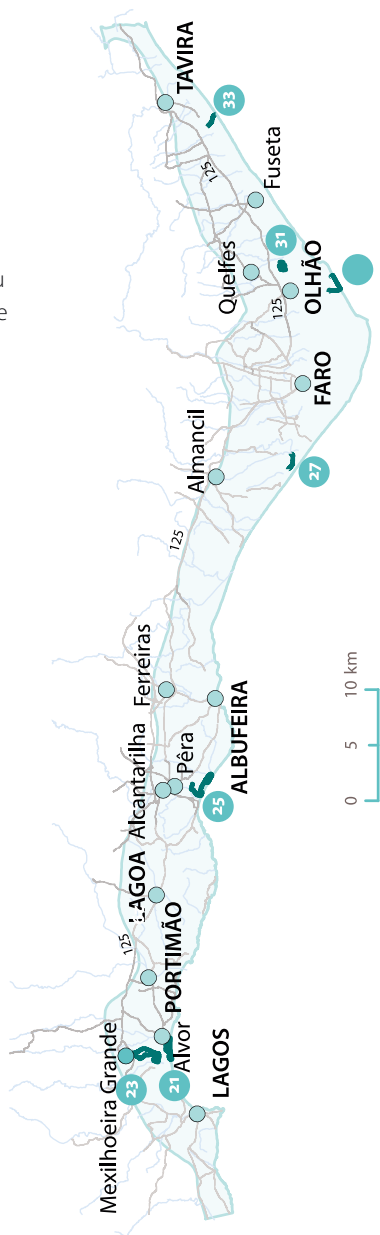 Mexilhoeira Grande
23
21
Alvor
LAGOS
125
LAGOA
PORTIMÃO
Alcantarilha
Pêra
25
Ferreiras
ALBUFEIRA
125
Almancil
27
FARO
125
Quelfes
OLHÃO
31
Fuseta
125
33
TAVIRA
0 5 10 km